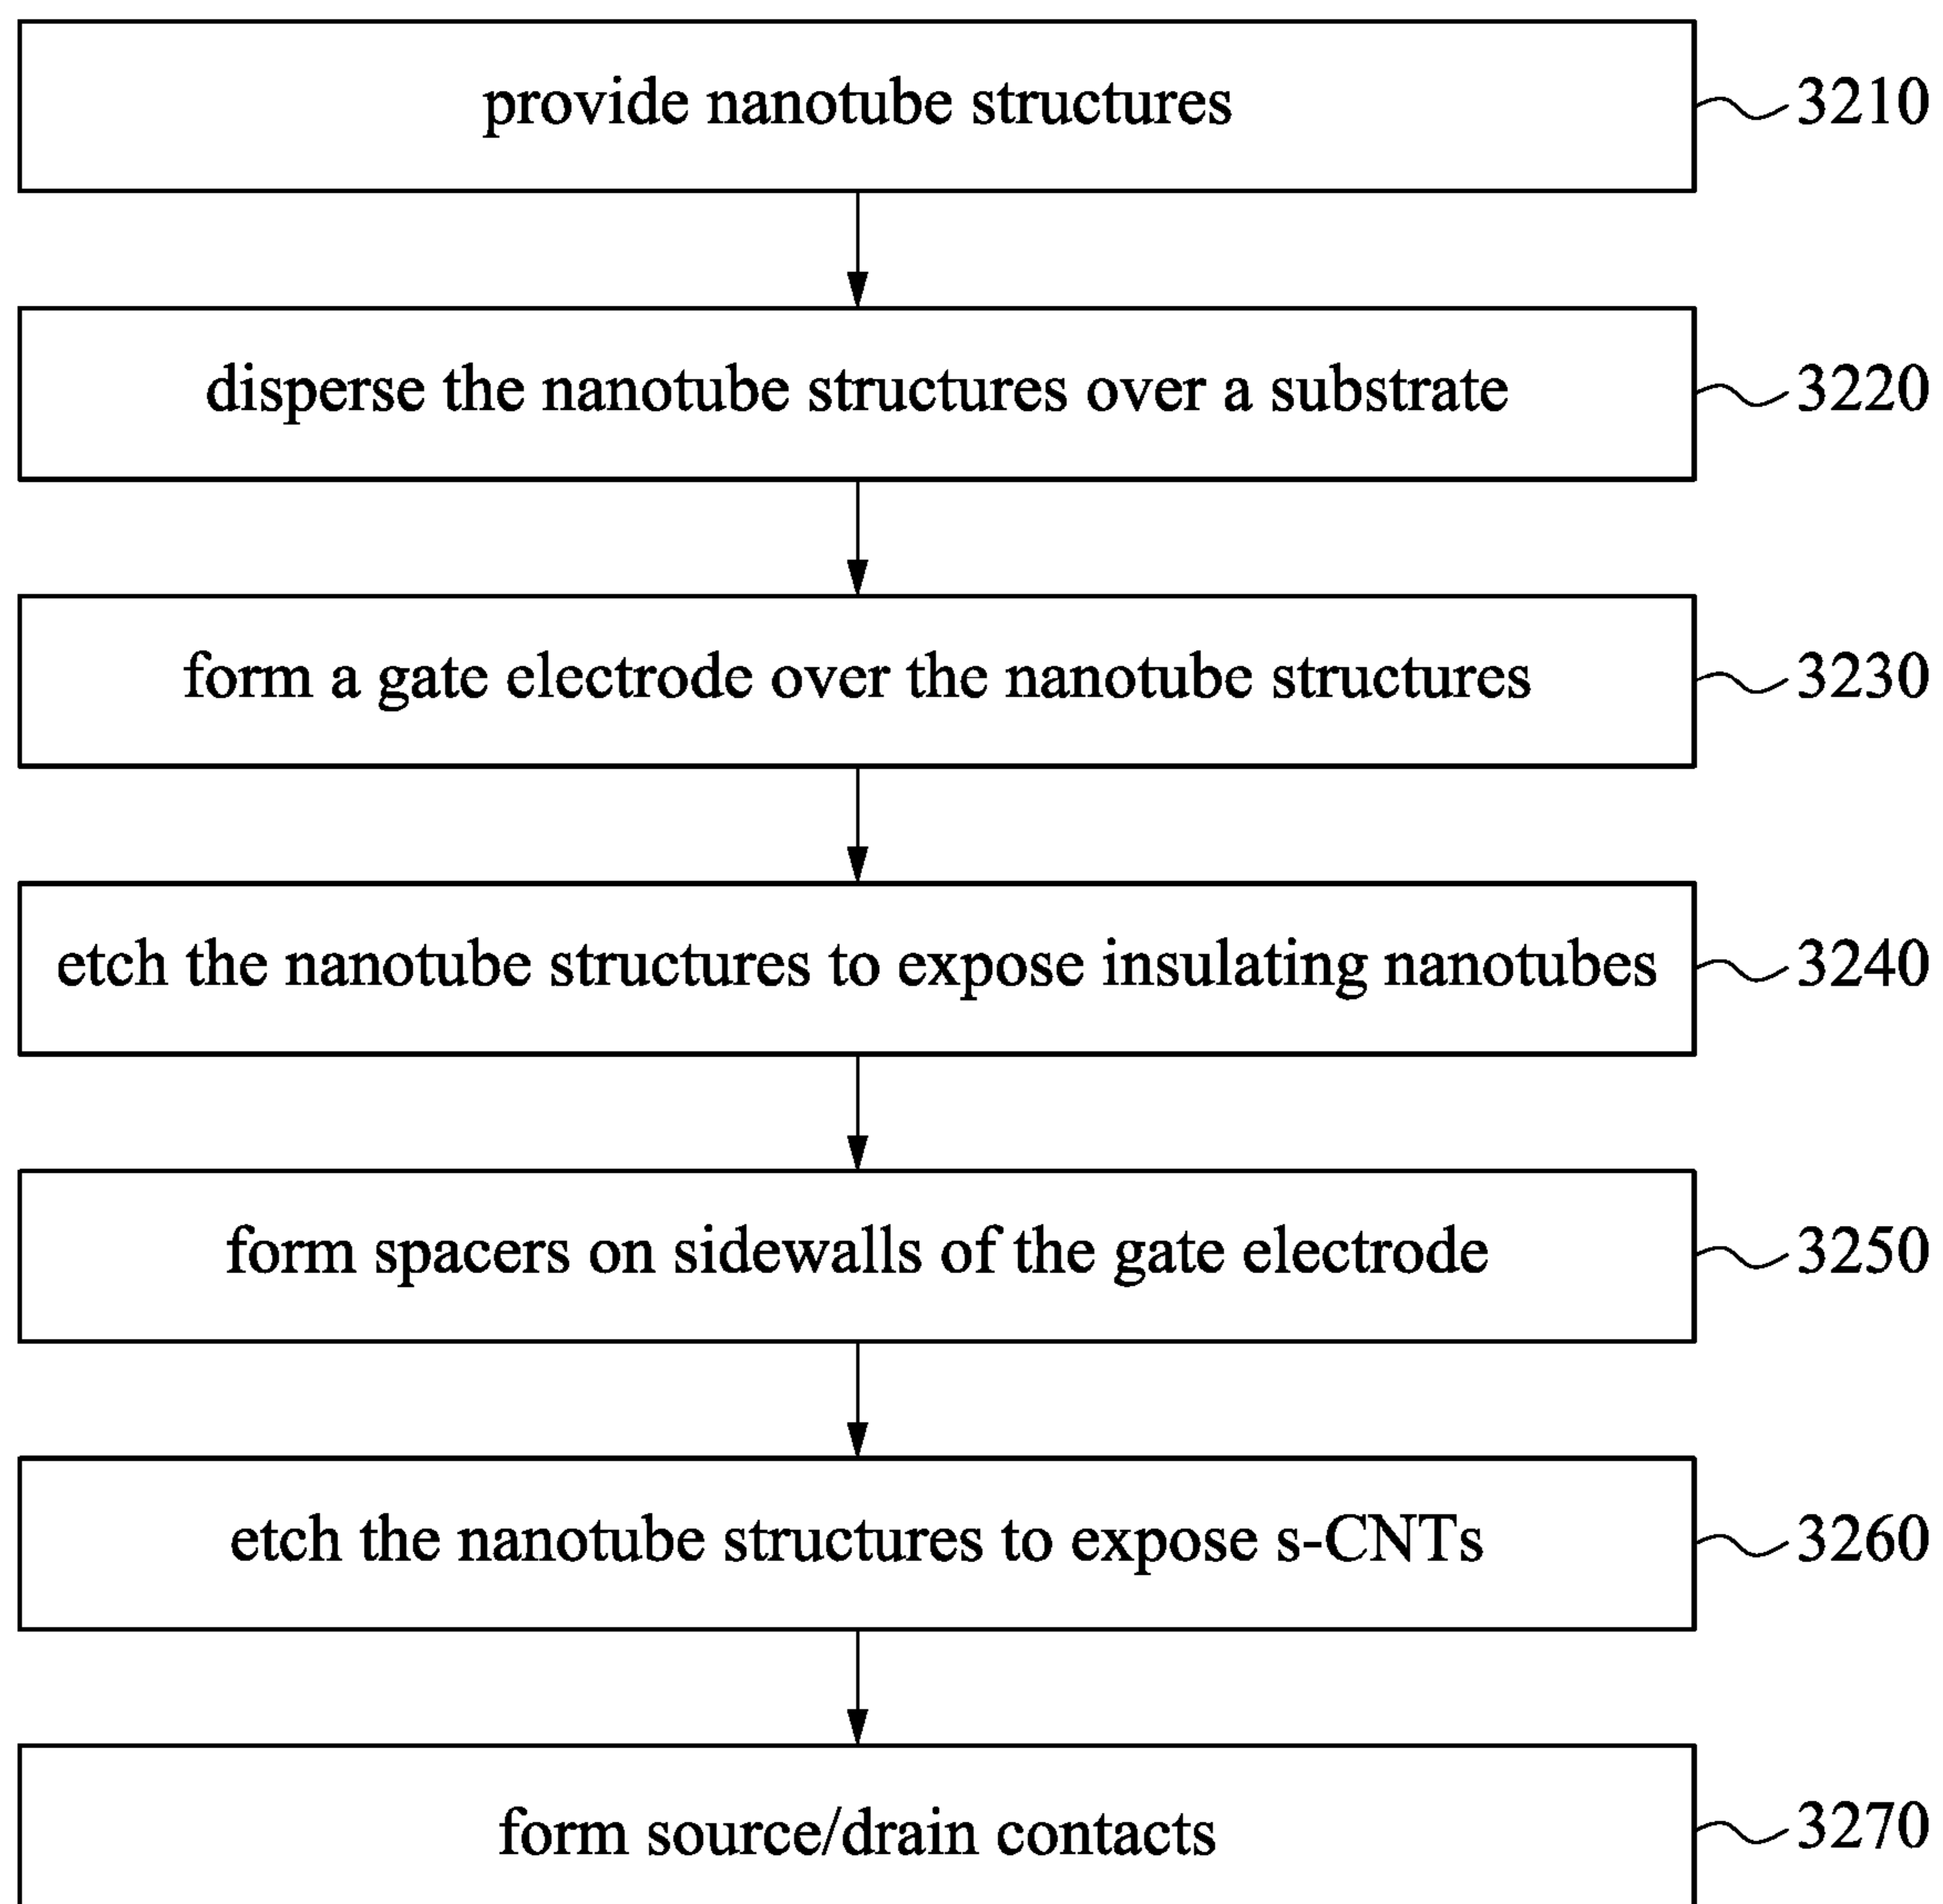 provide nanotube structures 3210
disperse the nanotube structures over a substrate 3220
form a gate electrode over the nanotube structures 3230
etch the nanotube structures to expose insulating nanotubes 3240
form spacers on sidewalls of the gate electrode 3250
etch the nanotube structures to expose s-CNTs 3260
form source/drain contacts 3270